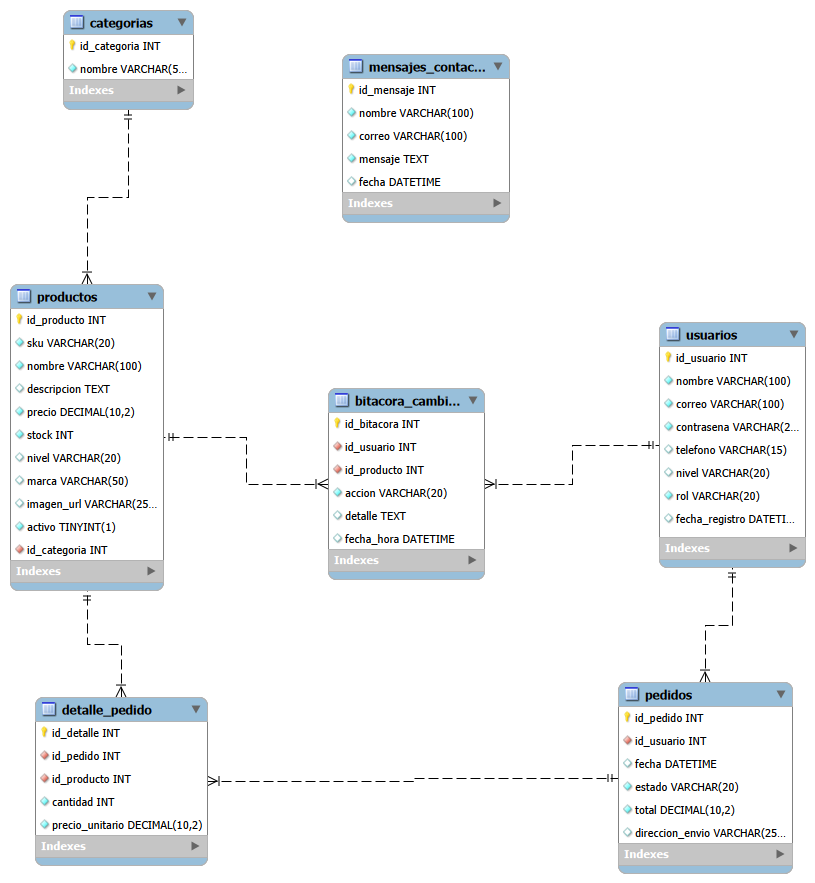 categorias
id_categoria INT
nombre VARCHAR(5...
Indexes
mensajes_contac...
id_mensaje INT
nombre VARCHAR(100)
correo VARCHAR(100)
mensaje TEXT
fecha DATETIME
Indexes
productos
id_producto INT
sku VARCHAR(20)
nombre VARCHAR(100)
descripcion TEXT
precio DECIMAL(10,2)
stock INT
nivel VARCHAR(20)
marca VARCHAR(50)
imagen_url VARCHAR(25...
activo TINYINT(1)
id_categoria INT
Indexes
bitacora_cambi...
id_bitacora INT
id_usuario INT
id_producto INT
accion VARCHAR(20)
detalle TEXT
fecha_hora DATETIME
Indexes
usuarios
id_usuario INT
nombre VARCHAR(100)
correo VARCHAR(100)
contrasena VARCHAR(2...
telefono VARCHAR(15)
nivel VARCHAR(20)
rol VARCHAR(20)
fecha_registro DATETI...
Indexes
detalle_pedido
id_detalle INT
id_pedido INT
id_producto INT
cantidad INT
precio_unitario DECIMAL(10,2)
Indexes
pedidos
id_pedido INT
id_usuario INT
fecha DATETIME
estado VARCHAR(20)
total DECIMAL(10,2)
direccion_envio VARCHAR(25...
Indexes